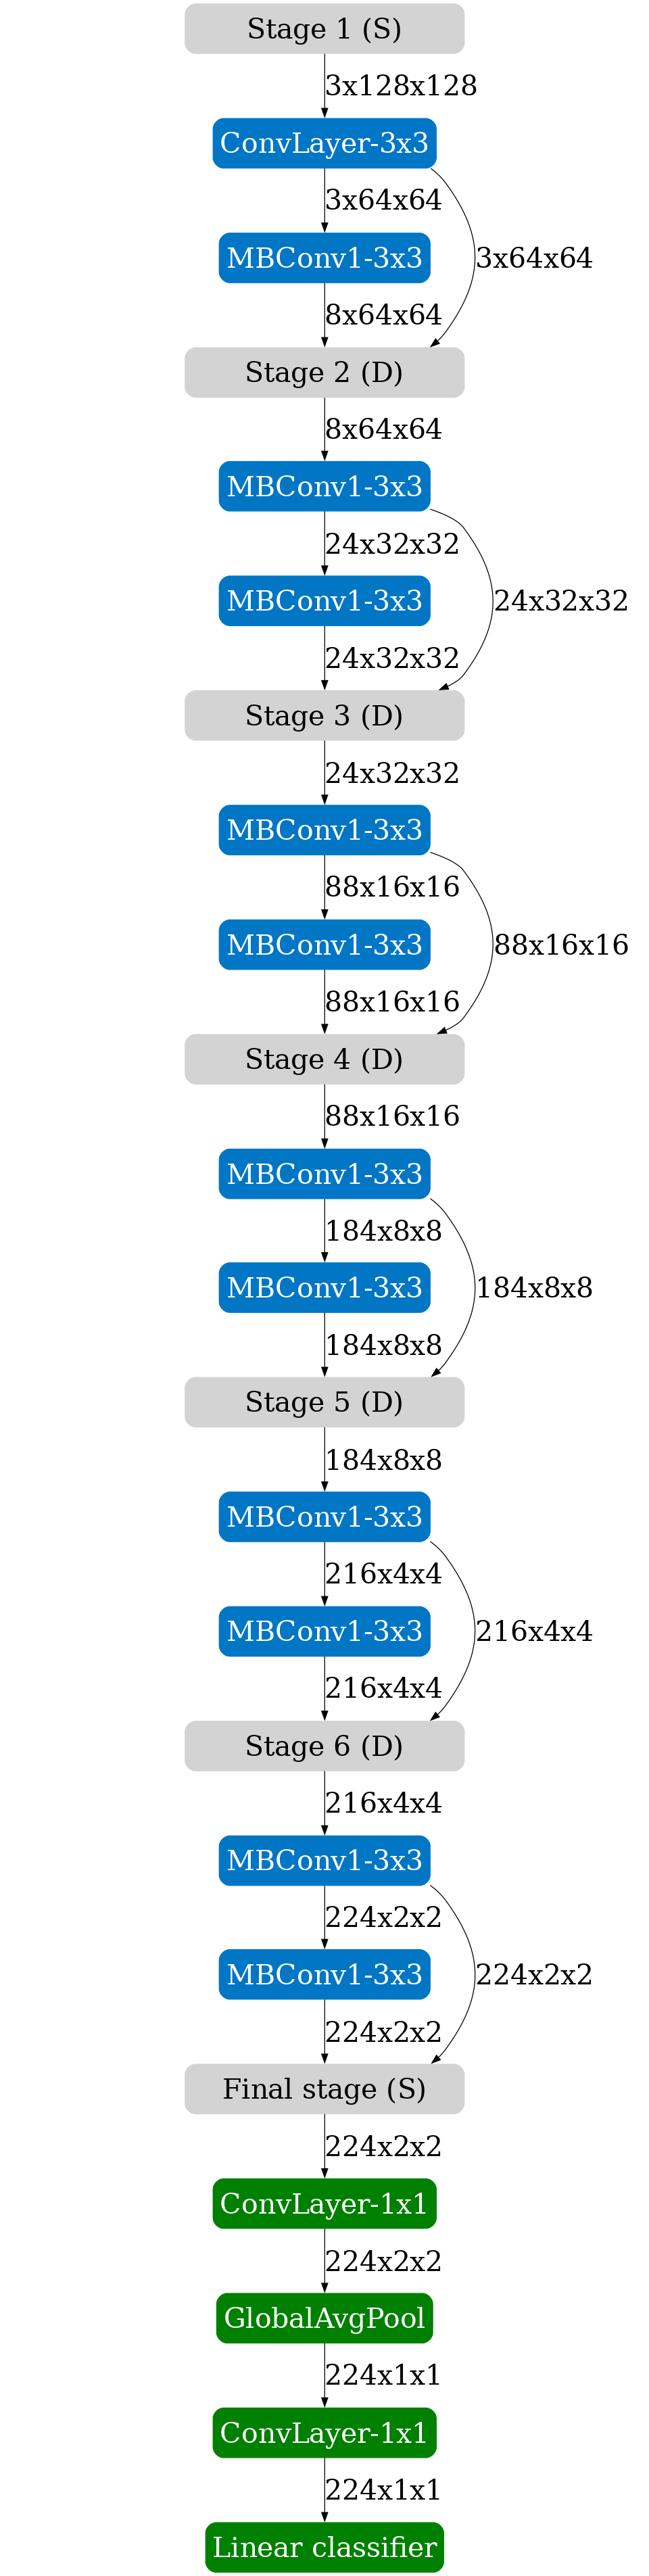 Stage 1 (S)
3x128x128
ConvLayer-3x3
3x64x64
MBConv1-3x3
3x64x64
8x64x64
Stage 2 (D)
8x64x64
MBConv1-3x3
24x32x32
MBConv1-3x3
24x32x32
24x32x32
Stage 3 (D)
24x32x32
MBConv1-3x3
88x16x16
MBConv1-3x3
88x16x16
88x16x16
Stage 4 (D)
88x16x16
MBConv1-3x3
184x8x8
MBConv1-3x3
184x8x8
184x8x8
Stage 5 (D)
184x8x8
MBConv1-3x3
216x4x4
MBConv1-3x3
216x4x4
216x4x4
Stage 6 (D)
216x4x4
MBConv1-3x3
224x2x2
MBConv1-3x3
224x2x2
224x2x2
Final stage (S)
224x2x2
ConvLayer-1x1
224x2x2
GlobalAvgPool
224x1x1
ConvLayer-1x1
224x1x1
Linear classifier